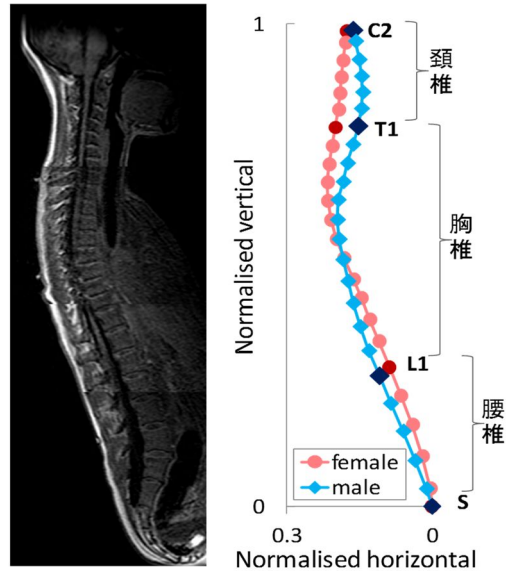 1
C2
頚
椎
T1
胸
椎
Normalised vertical
L1
腰
椎
female
male
S
0
0.3
0
Normalised horizontal